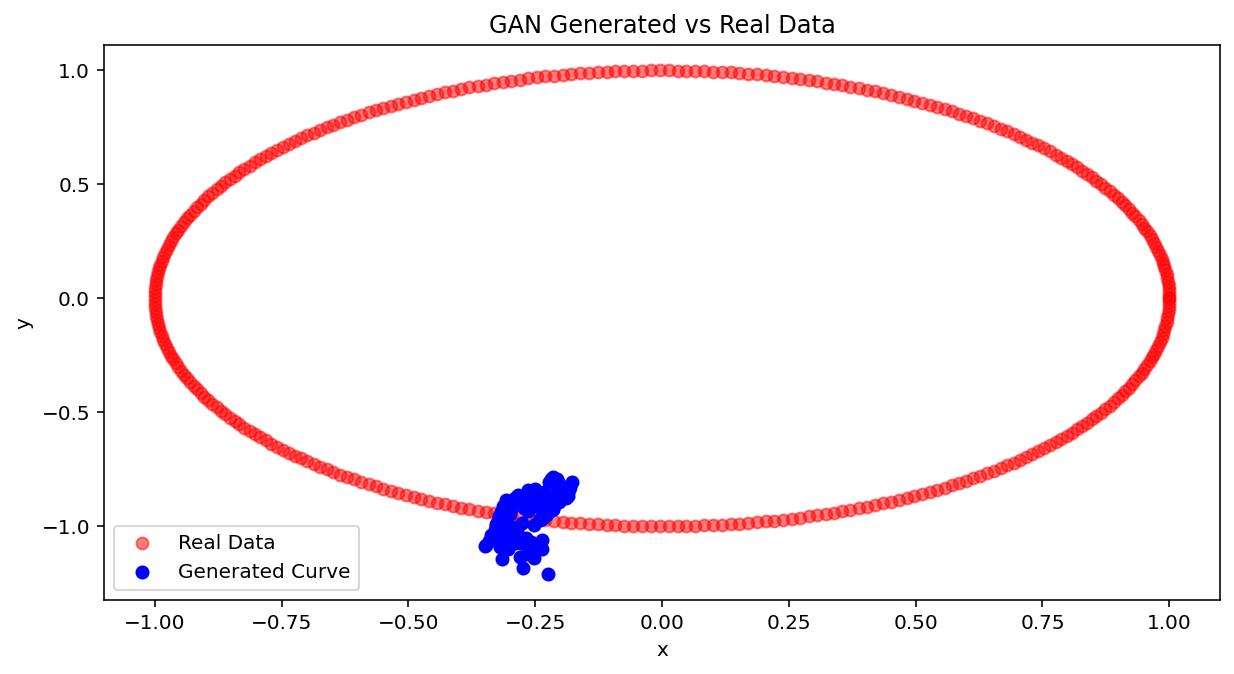 GAN Generated vs Real Data
1.0
0.5
0.0
−0.5
−1.0
y
Real Data
Generated Curve
−1.00 −0.75 −0.50 −0.25 0.00 0.25 0.50 0.75 1.00
x